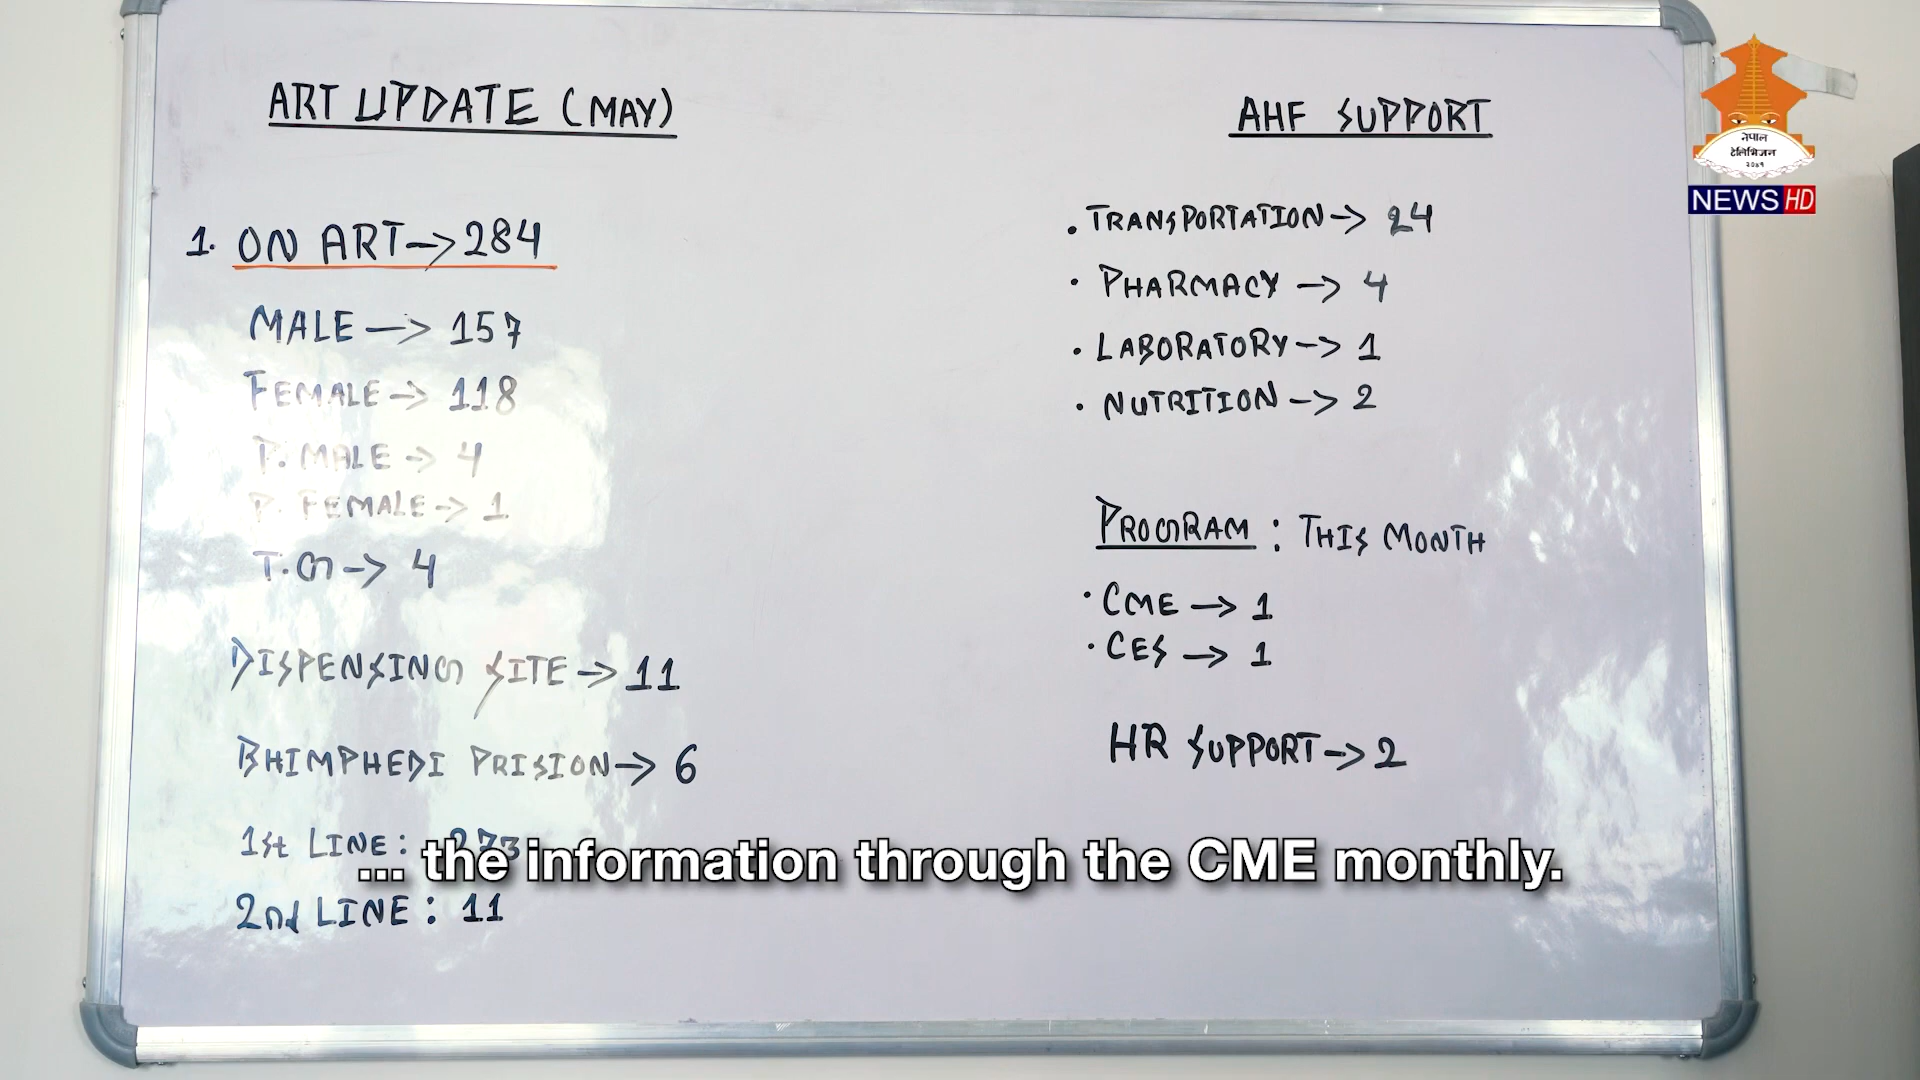 ART UPDATE (MAY)
1. ON ART -> 284
MALE -> 157
FEMALE -> 118
P. MALE -> 4
P. FEMALE -> 1
T.G -> 4
DISPENSING SITE -> 11
BHIMPHEDI PRISION -> 6
1st LINE: 273
2nd LINE: 11
AHF SUPPORT
• TRANSPORTATION -> 24
• PHARMACY -> 4
• LABORATORY -> 1
• NUTRITION -> 2
PROGRAM : THIS MONTH
• CME -> 1
• CES -> 1
HR SUPPORT -> 2
... the information through the CME monthly.
नेपाल
टेलिभिजन
२०४१
NEWS HD